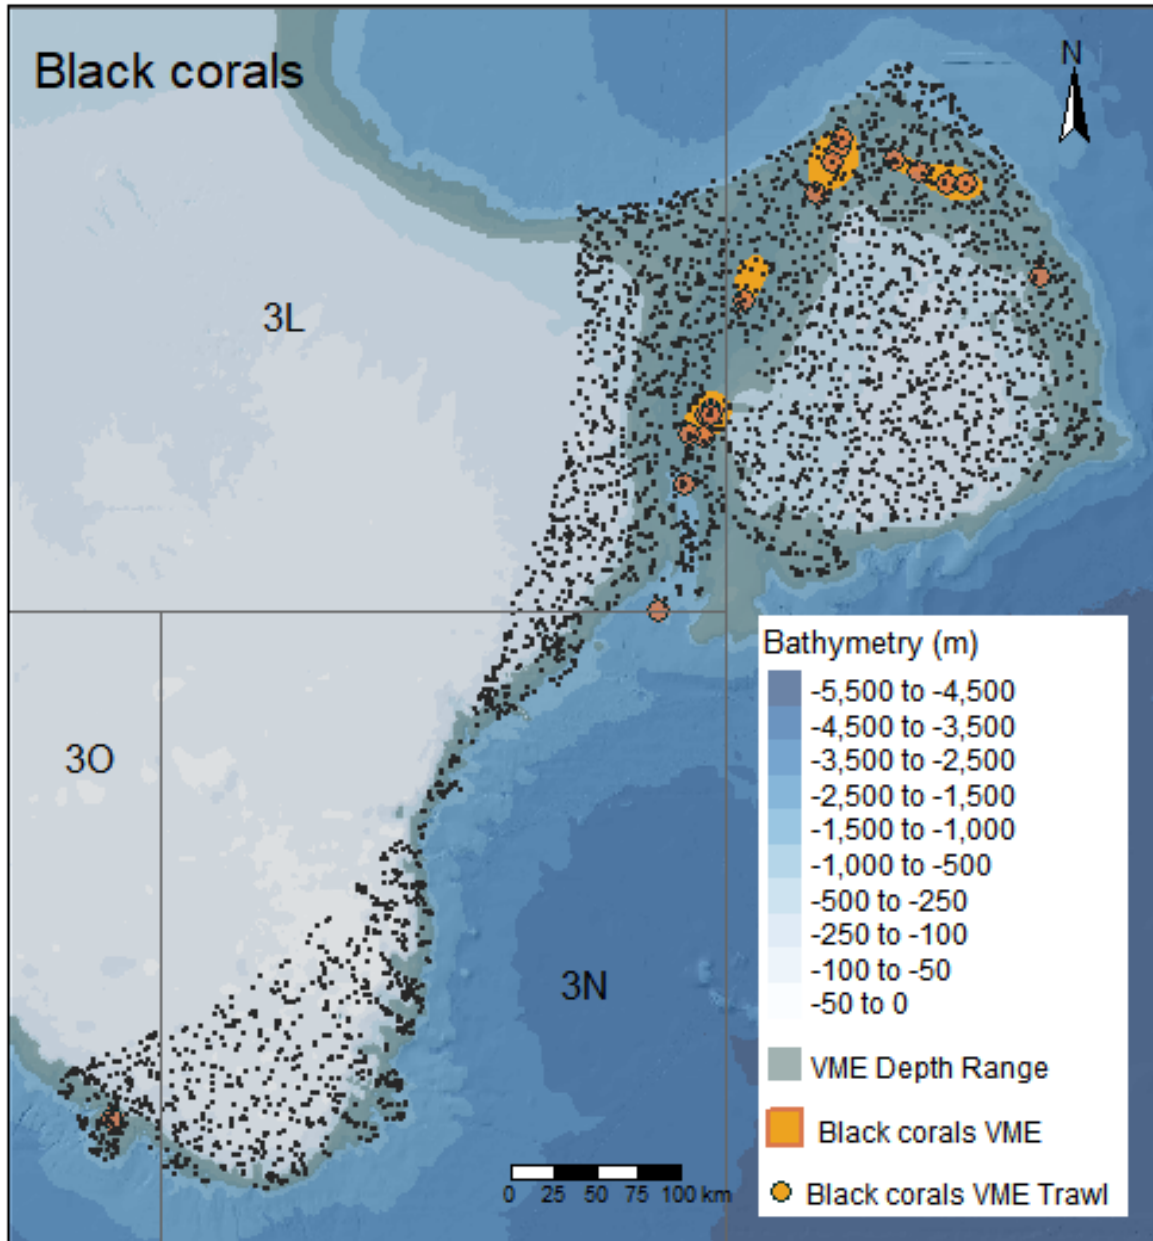 Black corals
N
3L
3O
3N
Bathymetry (m)
-5,500 to -4,500
-4,500 to -3,500
-3,500 to -2,500
-2,500 to -1,500
-1,500 to -1,000
-1,000 to -500
-500 to -250
-250 to -100
-100 to -50
-50 to 0
VME Depth Range
Black corals VME
Black corals VME Trawl
0 25 50 75 100 km